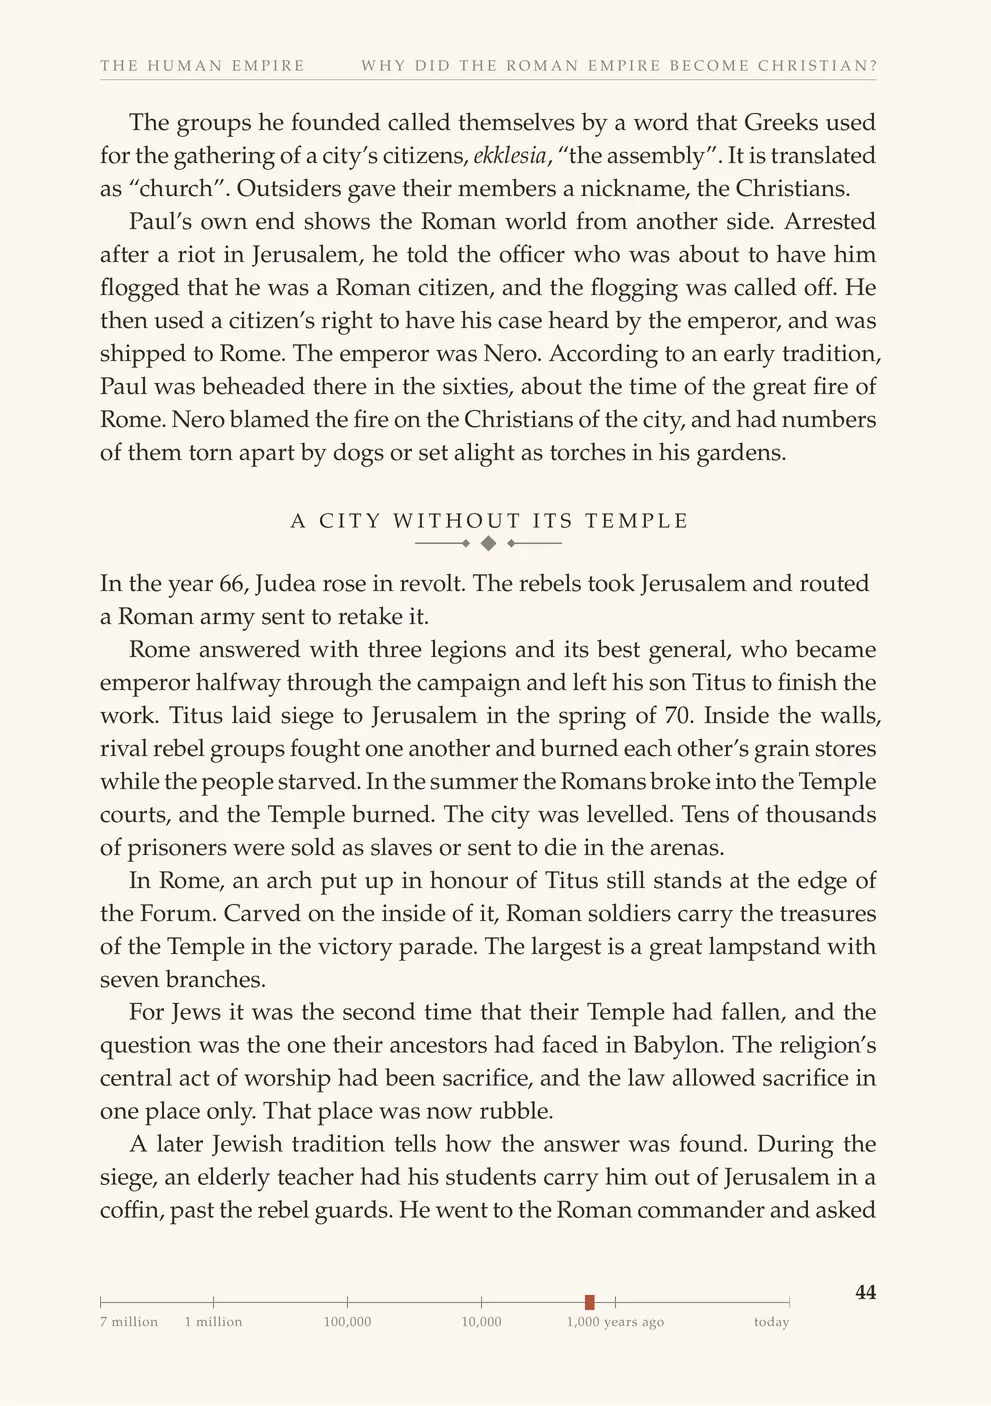 THE HUMAN EMPIRE WHY DID THE ROMAN EMPIRE BECOME CHRISTIAN?
The groups he founded called themselves by a word that Greeks used
for the gathering of a city’s citizens, ekklesia, “the assembly”. It is translated
as “church”. Outsiders gave their members a nickname, the Christians.
Paul’s own end shows the Roman world from another side. Arrested
after a riot in Jerusalem, he told the officer who was about to have him
flogged that he was a Roman citizen, and the flogging was called off. He
then used a citizen’s right to have his case heard by the emperor, and was
shipped to Rome. The emperor was Nero. According to an early tradition,
Paul was beheaded there in the sixties, about the time of the great fire of
Rome. Nero blamed the fire on the Christians of the city, and had numbers
of them torn apart by dogs or set alight as torches in his gardens.
A CITY WITHOUT ITS TEMPLE
In the year 66, Judea rose in revolt. The rebels took Jerusalem and routed
a Roman army sent to retake it.
Rome answered with three legions and its best general, who became
emperor halfway through the campaign and left his son Titus to finish the
work. Titus laid siege to Jerusalem in the spring of 70. Inside the walls,
rival rebel groups fought one another and burned each other’s grain stores
while the people starved. In the summer the Romans broke into the Temple
courts, and the Temple burned. The city was levelled. Tens of thousands
of prisoners were sold as slaves or sent to die in the arenas.
In Rome, an arch put up in honour of Titus still stands at the edge of
the Forum. Carved on the inside of it, Roman soldiers carry the treasures
of the Temple in the victory parade. The largest is a great lampstand with
seven branches.
For Jews it was the second time that their Temple had fallen, and the
question was the one their ancestors had faced in Babylon. The religion’s
central act of worship had been sacrifice, and the law allowed sacrifice in
one place only. That place was now rubble.
A later Jewish tradition tells how the answer was found. During the
siege, an elderly teacher had his students carry him out of Jerusalem in a
coffin, past the rebel guards. He went to the Roman commander and asked
44
7 million 1 million 100,000 10,000 1,000 years ago today